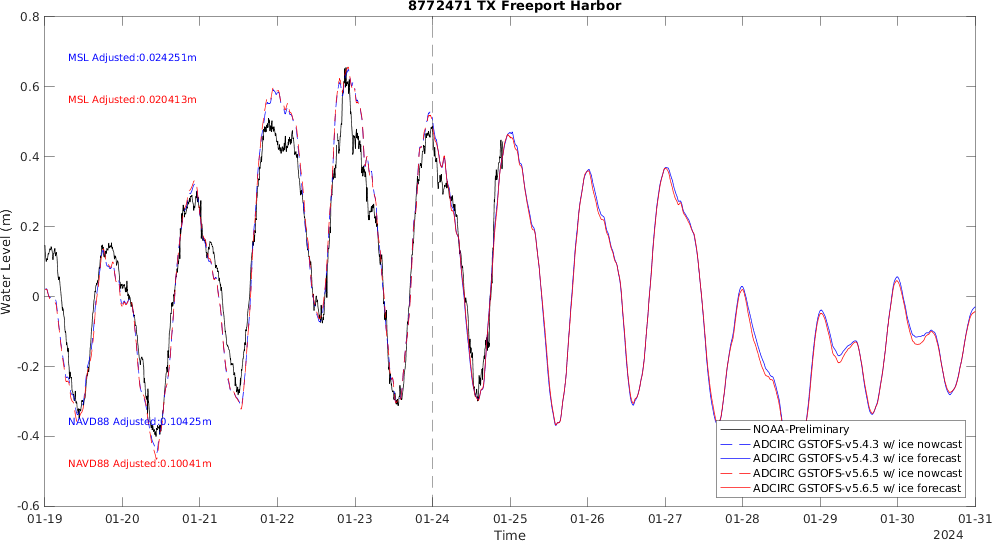 8772471 TX Freeport Harbor
0.8
0.6
0.4
0.2
0
-0.2
-0.4
-0.6
Water Level (m)
MSL Adjusted:0.024251m
MSL Adjusted:0.020413m
NAVD88 Adjusted:0.10425m
NAVD88 Adjusted:0.10041m
NOAA-Preliminary
ADCIRC GSTOFS-v5.4.3 w/ ice nowcast
ADCIRC GSTOFS-v5.4.3 w/ ice forecast
ADCIRC GSTOFS-v5.6.5 w/ ice nowcast
ADCIRC GSTOFS-v5.6.5 w/ ice forecast
01-19 01-20 01-21 01-22 01-23 01-24 01-25 01-26 01-27 01-28 01-29 01-30 01-31
Time
2024